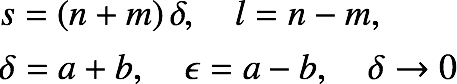 s = (n + m) δ,   l = n − m,
δ = a + b,   ϵ = a − b,   δ → 0